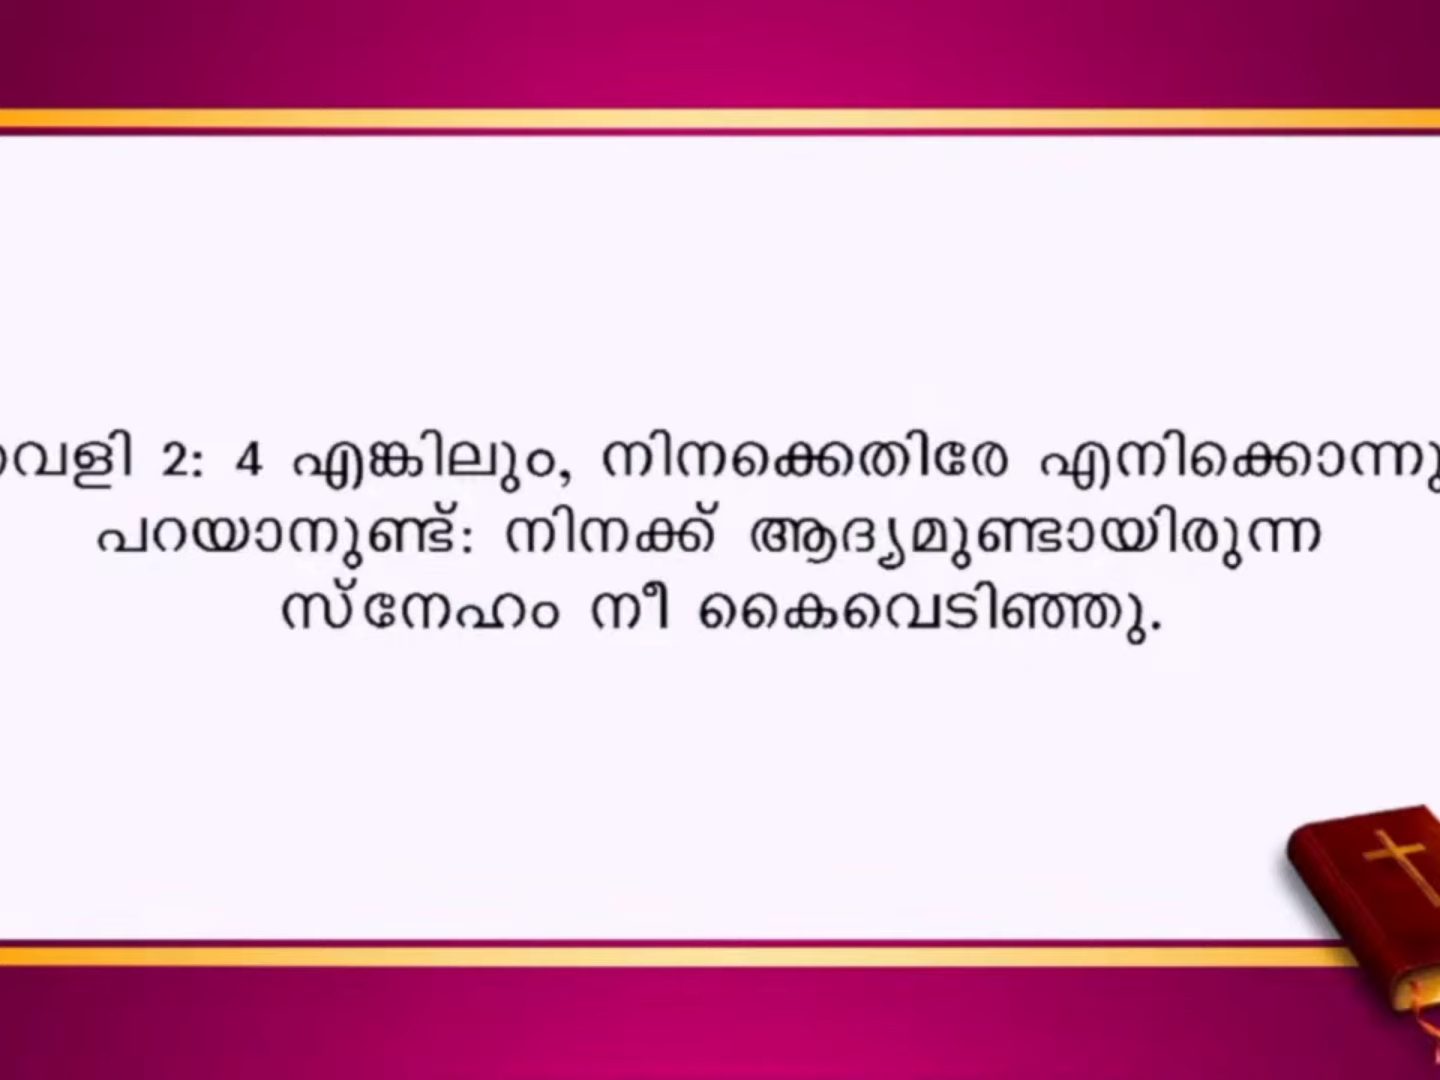 2: 4 എങ്കിലും, നിനക്കെതിരേ എനിക്കൊന്നു
പറയാനുണ്ട്: നിനക്ക് ആദ്യമുണ്ടായിരുന്ന
സ്നേഹം നീ കൈവെടിഞ്ഞു.